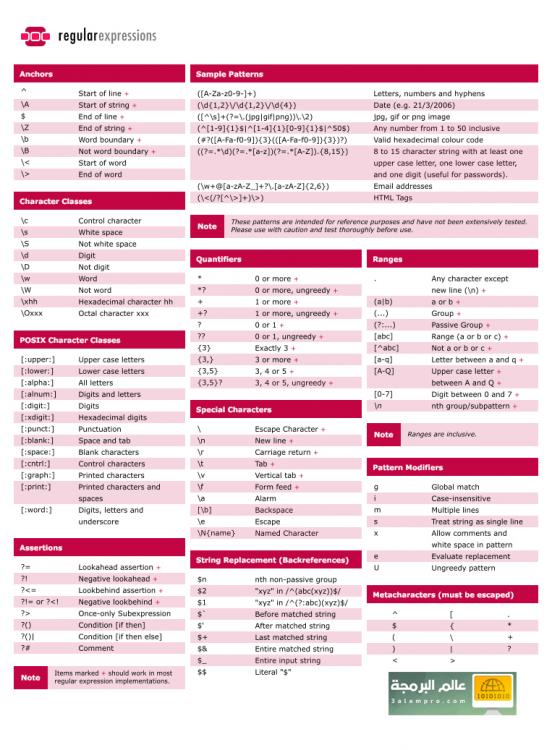 regularexpressions
Anchors
^ Start of line +
\A Start of string +
$ End of line +
\Z End of string +
\b Word boundary +
\B Not word boundary +
\< Start of word
\> End of word
Character Classes
\c Control character
\s White space
\S Not white space
\d Digit
\D Not digit
\w Word
\W Not word
\xhh Hexadecimal character hh
\Oxxx Octal character xxx
POSIX Character Classes
[:upper:] Upper case letters
[:lower:] Lower case letters
[:alpha:] All letters
[:alnum:] Digits and letters
[:digit:] Digits
[:xdigit:] Hexadecimal digits
[:punct:] Punctuation
[:blank:] Space and tab
[:space:] Blank characters
[:cntrl:] Control characters
[:graph:] Printed characters
[:print:] Printed characters and
spaces
[:word:] Digits, letters and
underscore
Assertions
?= Lookahead assertion +
?! Negative lookahead +
?<= Lookbehind assertion +
?!= or ?<! Negative lookbehind +
?> Once-only Subexpression
?() Condition [if then]
?()| Condition [if then else]
?# Comment
Note
Items marked + should work in most
regular expression implementations.
Sample Patterns
([A-Za-z0-9-]+) Letters, numbers and hyphens
(\d{1,2}\/\d{1,2}\/\d{4}) Date (e.g. 21/3/2006)
([^\s]+(?=\.(jpg|gif|png))\.\2) jpg, gif or png image
(^[1-9]{1}$|^[1-4]{1}[0-9]{1}$|^50$) Any number from 1 to 50 inclusive
(#?([A-Fa-f0-9]){3}(([A-Fa-f0-9]){3})?) Valid hexadecimal colour code
((?=.*\d)(?=.*[a-z])(?=.*[A-Z]).{8,15}) 8 to 15 character string with at least one
upper case letter, one lower case letter,
and one digit (useful for passwords).
(\w+@[a-zA-Z_]+?\.[a-zA-Z]{2,6}) Email addresses
(\<(/?[^\>]+)\>) HTML Tags
Note
These patterns are intended for reference purposes and have not been extensively tested.
Please use with caution and test thoroughly before use.
Quantifiers
* 0 or more +
*? 0 or more, ungreedy +
+ 1 or more +
+? 1 or more, ungreedy +
? 0 or 1 +
?? 0 or 1, ungreedy +
{3} Exactly 3 +
{3,} 3 or more +
{3,5} 3, 4 or 5 +
{3,5}? 3, 4 or 5, ungreedy +
Special Characters
\ Escape Character +
\n New line +
\r Carriage return +
\t Tab +
\v Vertical tab +
\f Form feed +
\a Alarm
[\b] Backspace
\e Escape
\N{name} Named Character
String Replacement (Backreferences)
$n nth non-passive group
$2 "xyz" in /^(abc(xyz))$/
$1 "xyz" in /^(?:abc)(xyz)$/
$` Before matched string
$' After matched string
$+ Last matched string
$& Entire matched string
$_ Entire input string
$$ Literal "$"
Ranges
. Any character except
new line (\n) +
(a|b) a or b +
(...) Group +
(?:...) Passive Group +
[abc] Range (a or b or c) +
[^abc] Not a or b or c +
[a-q] Letter between a and q +
[A-Q] Upper case letter +
between A and Q +
[0-7] Digit between 0 and 7 +
\n nth group/subpattern +
Note
Ranges are inclusive.
Pattern Modifiers
g Global match
i Case-insensitive
m Multiple lines
s Treat string as single line
x Allow comments and
white space in pattern
e Evaluate replacement
U Ungreedy pattern
Metacharacters (must be escaped)
^ [ .
$ { *
( \ +
) | ?
< >
عالم البرمجة
3alempro.com
1010101